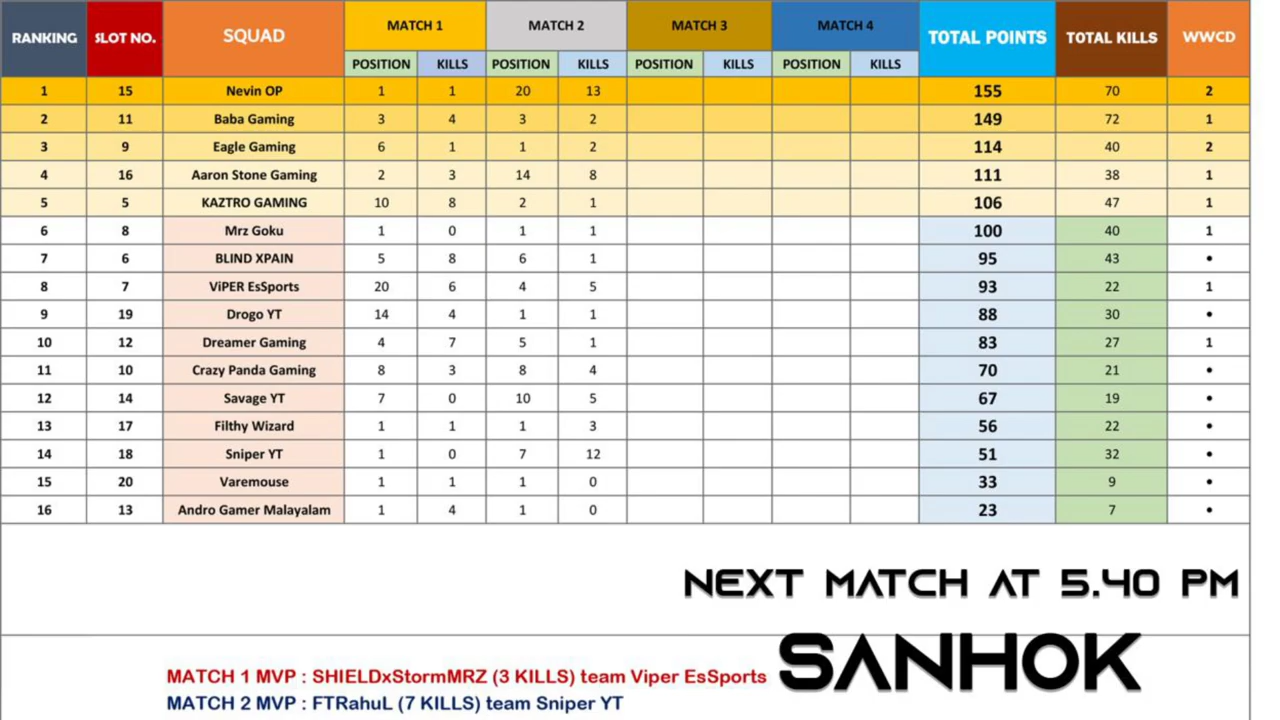 RANKING SLOT NO. SQUAD MATCH 1 MATCH 2 MATCH 3 MATCH 4 TOTAL POINTS TOTAL KILLS WWCD
POSITION KILLS POSITION KILLS POSITION KILLS POSITION KILLS
1 15 Nevin OP 1 1 20 13 155 70 2
2 11 Baba Gaming 3 4 3 2 149 72 1
3 9 Eagle Gaming 6 1 1 2 114 40 2
4 16 Aaron Stone Gaming 2 3 14 8 111 38 1
5 5 KAZTRO GAMING 10 8 2 1 106 47 1
6 8 Mrz Goku 1 0 1 1 100 40 1
7 6 BLIND XPAIN 5 8 6 1 95 43 •
8 7 ViPER EsSports 20 6 4 5 93 22 1
9 19 Drogo YT 14 4 1 1 88 30 •
10 12 Dreamer Gaming 4 7 5 1 83 27 1
11 10 Crazy Panda Gaming 8 3 8 4 70 21 •
12 14 Savage YT 7 0 10 5 67 19 •
13 17 Filthy Wizard 1 1 1 3 56 22 •
14 18 Sniper YT 1 0 7 12 51 32 •
15 20 Varemouse 1 1 1 0 33 9 •
16 13 Andro Gamer Malayalam 1 4 1 0 23 7 •
NEXT MATCH AT 5.40 PM
SANHOK
MATCH 1 MVP : SHIELDxStormMRZ (3 KILLS) team Viper EsSports
MATCH 2 MVP : FTRahuL (7 KILLS) team Sniper YT